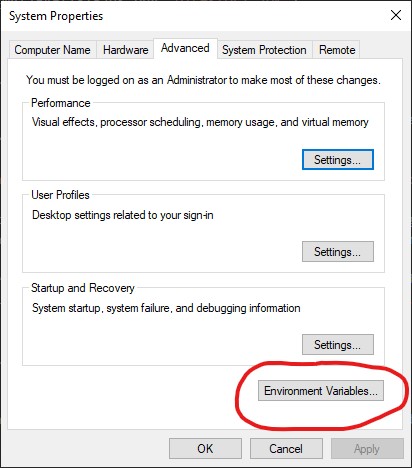 System Properties
Computer Name
Hardware
Advanced
System Protection
Remote
You must be logged on as an Administrator to make most of these changes.
Performance
Visual effects, processor scheduling, memory usage, and virtual memory
Settings...
User Profiles
Desktop settings related to your sign-in
Settings...
Startup and Recovery
System startup, system failure, and debugging information
Settings...
Environment Variables...
OK
Cancel
Apply